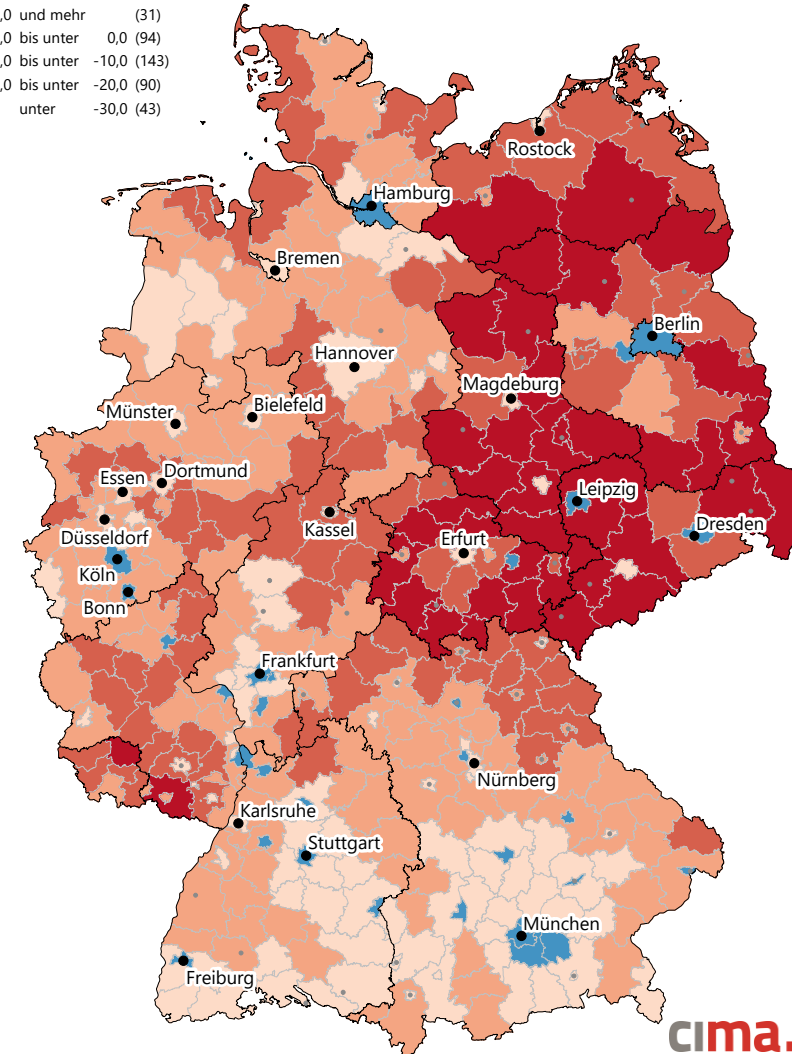 ,0 und mehr (31)
,0 bis unter 0,0 (94)
,0 bis unter -10,0 (143)
,0 bis unter -20,0 (90)
unter -30,0 (43)
Rostock
Hamburg
Bremen
Berlin
Hannover
Magdeburg
Bielefeld
Münster
Dortmund
Essen
Leipzig
Kassel
Dresden
Düsseldorf
Erfurt
Köln
Bonn
Frankfurt
Nürnberg
Karlsruhe
Stuttgart
München
Freiburg
cima.